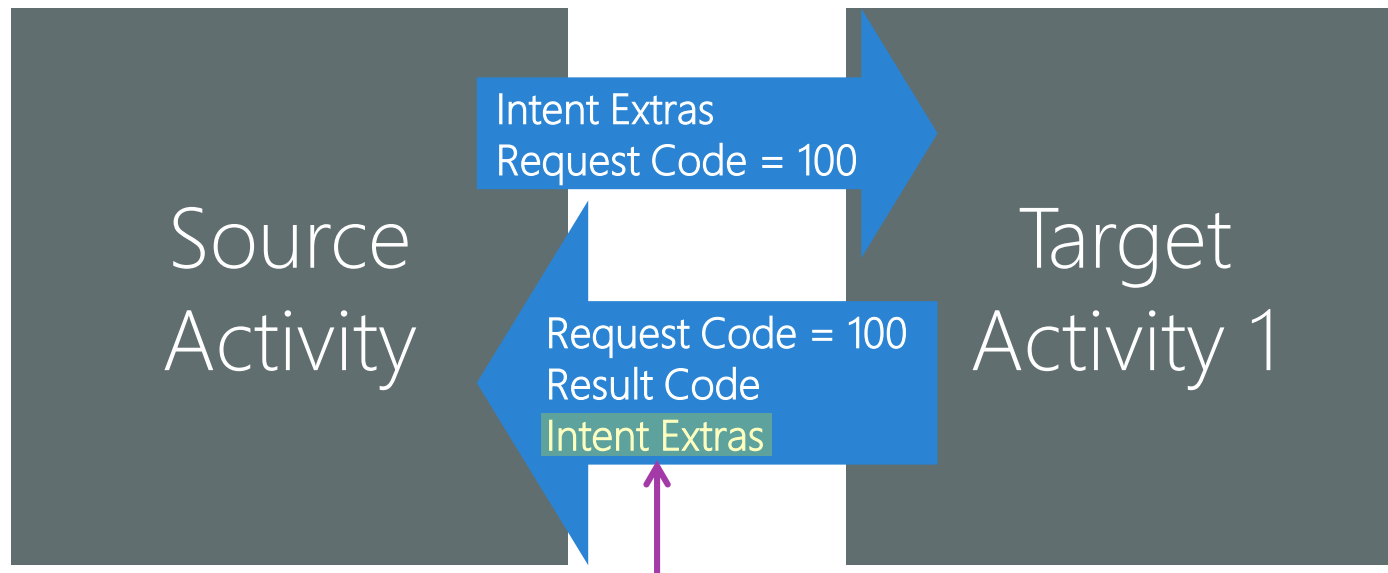 Intent Extras
Request Code = 100
Source
Activity
Target
Activity 1
Request Code = 100
Result Code
Intent Extras